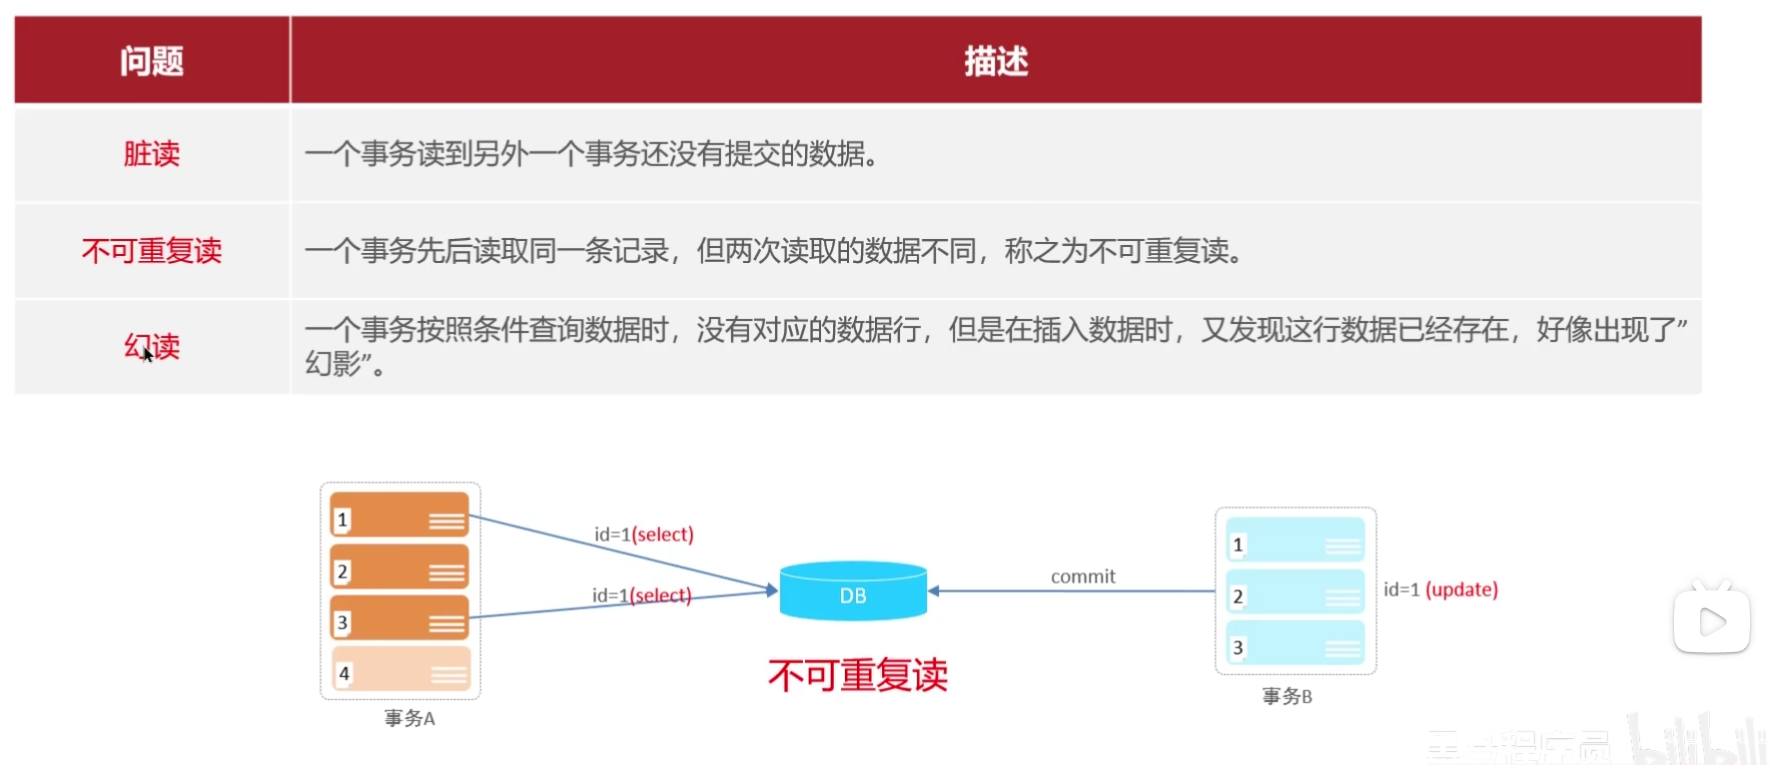 问题
描述
脏读
一个事务读到另外一个事务还没有提交的数据。
不可重复读
一个事务先后读取同一条记录，但两次读取的数据不同，称之为不可重复读。
幻读
一个事务按照条件查询数据时，没有对应的数据行，但是在插入数据时，又发现这行数据已经存在，好像出现了”
幻影”。
1
2
3
4
事务A
id=1(select)
id=1(select)
DB
不可重复读
commit
1
2
3
id=1 (update)
事务B
bilibili